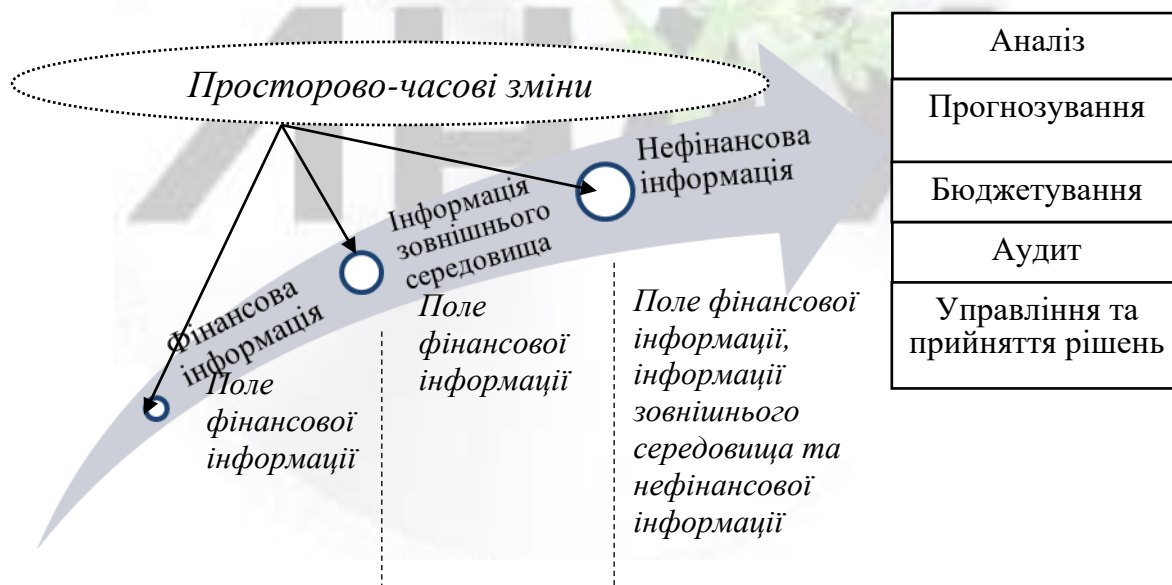 Просторово-часові зміни
Фінансова
інформація
Інформація
зовнішнього
середовища
Нефінансова
інформація
Поле
фінансової
інформації
Поле
фінансової
інформації
Поле фінансової
інформації,
інформації
зовнішнього
середовища та
нефінансової
інформації
Аналіз
Прогнозування
Бюджетування
Аудит
Управління та
прийняття рішень